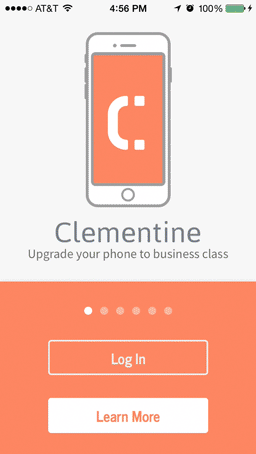 AT&T 4:56 PM 100%
C:
Clementine
Upgrade your phone to business class
Log In
Learn More